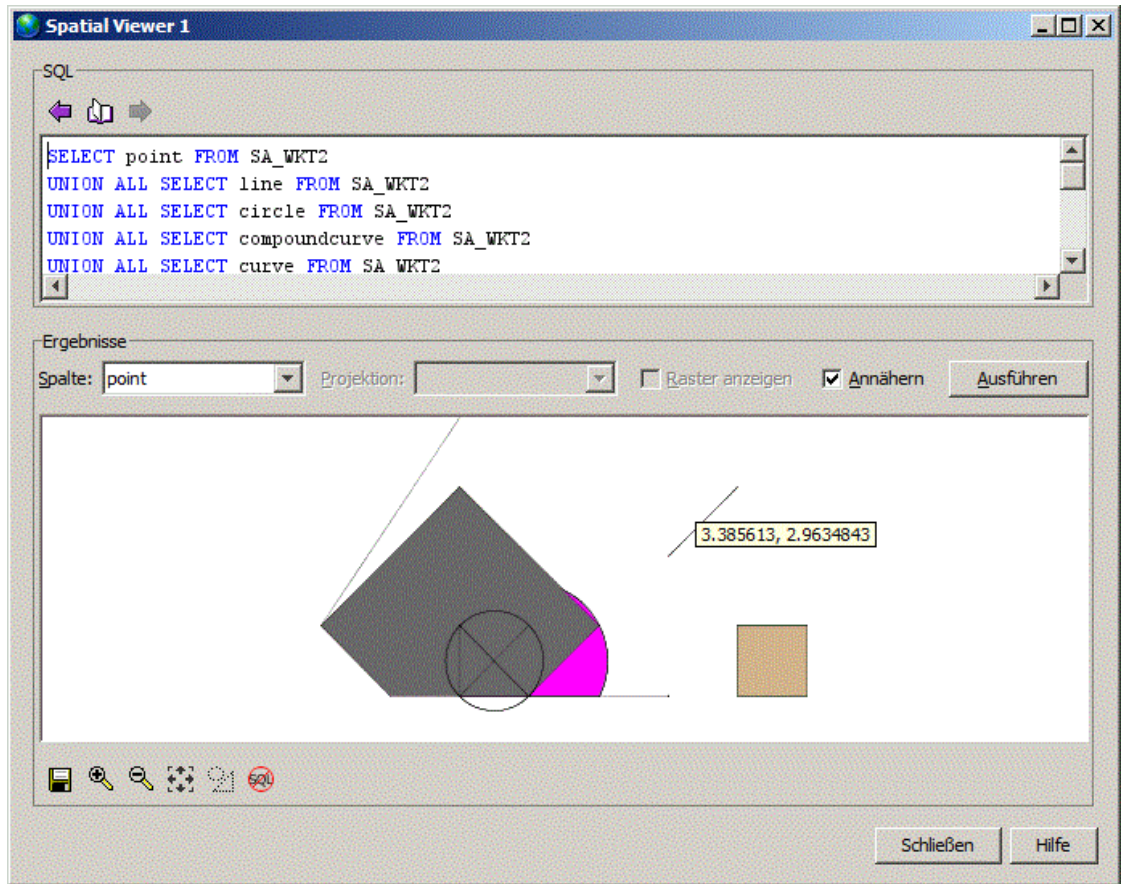 Spatial Viewer 1
SQL
SELECT point FROM SA_WKT2
UNION ALL SELECT line FROM SA_WKT2
UNION ALL SELECT circle FROM SA_WKT2
UNION ALL SELECT compoundcurve FROM SA_WKT2
UNION ALL SELECT curve FROM SA_WKT2
Ergebnisse
Spalte: point Projektion: Raster anzeigen Annähern Ausführen
3.385613, 2.9634843
SQL
Schließen Hilfe